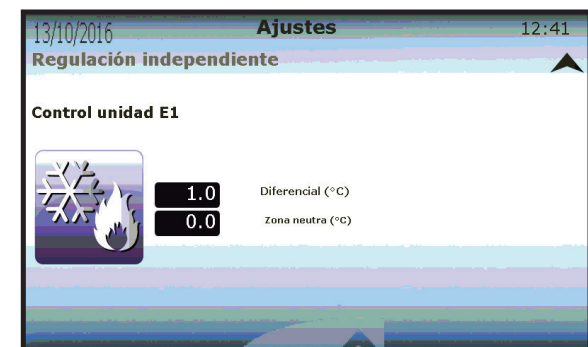 13/10/2016 Ajustes 12:41
Regulación independiente
Control unidad E1
1.0 Diferencial (°C)
0.0 Zona neutra (°C)